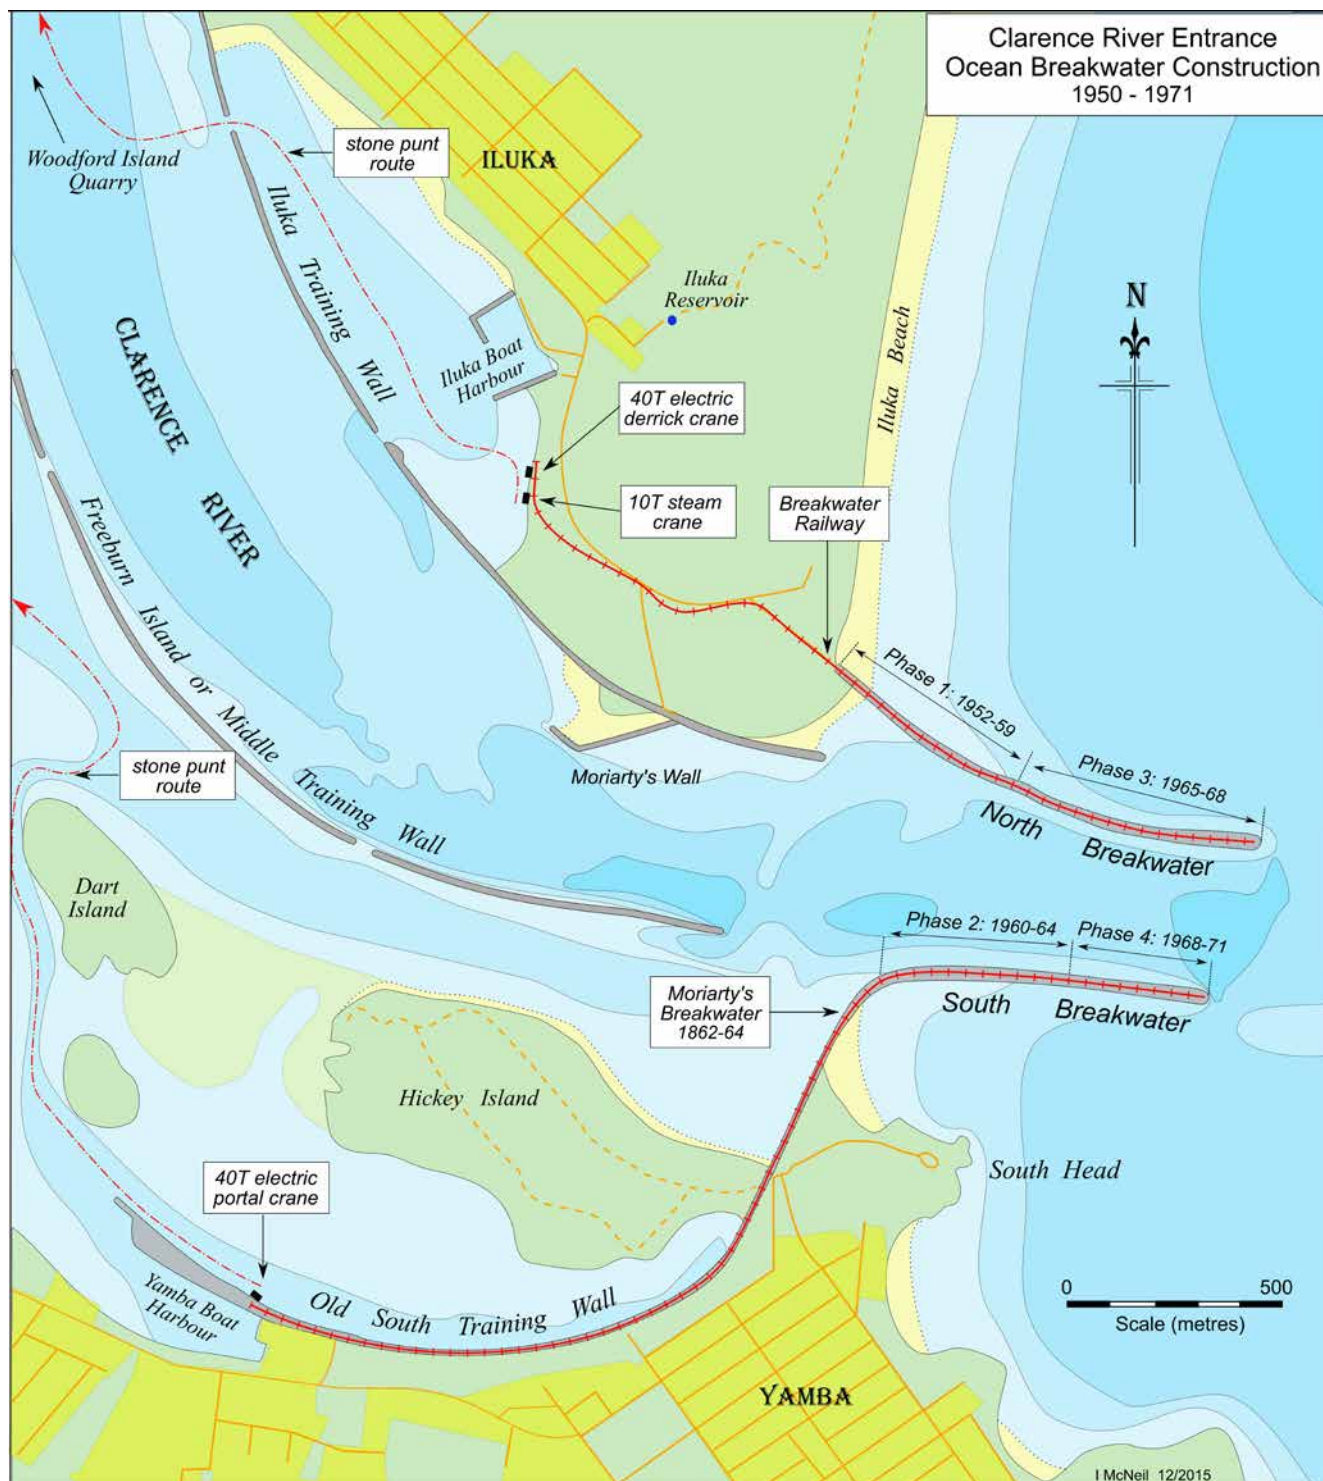 Clarence River Entrance
Ocean Breakwater Construction
1950 - 1971
Woodford Island
Quarry
stone punt
route
ILUKA
Iluka Training Wall
Iluka
Reservoir
Iluka Beach
N
CLARENCE RIVER
Iluka Boat
Harbour
40T electric
derrick crane
10T steam
crane
Breakwater
Railway
Freeburn Island or Middle Training Wall
Phase 1: 1952-59
Phase 3: 1965-68
stone punt
route
Moriarty's Wall
North Breakwater
Dart
Island
Phase 2: 1960-64
Phase 4: 1968-71
Moriarty's
Breakwater
1862-64
South Breakwater
Hickey Island
South Head
40T electric
portal crane
Yamba Boat
Harbour
Old South Training Wall
0 500
Scale (metres)
YAMBA
I McNeil 12/2015